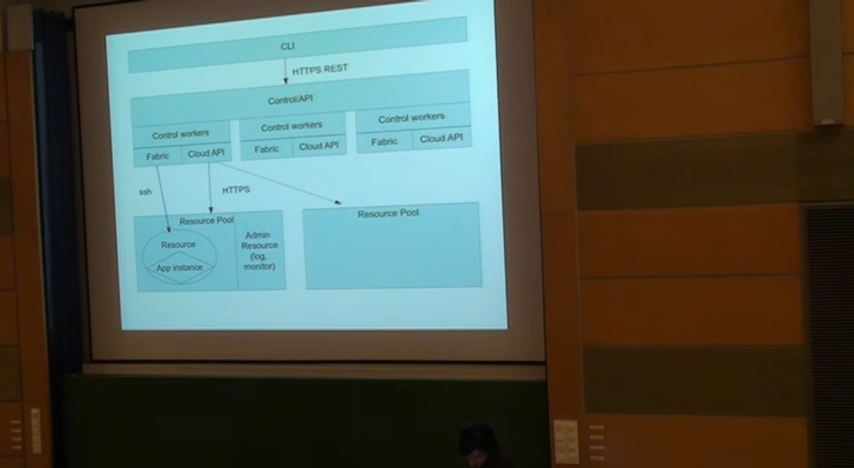 CLI
HTTPS REST
Control/API
Control workers
Control workers
Control workers
Fabric
Cloud API
Fabric
Cloud API
Fabric
Cloud API
ssh
HTTPS
Resource Pool
Resource
App instance
Admin
Resource
(log,
monitor)
Resource Pool